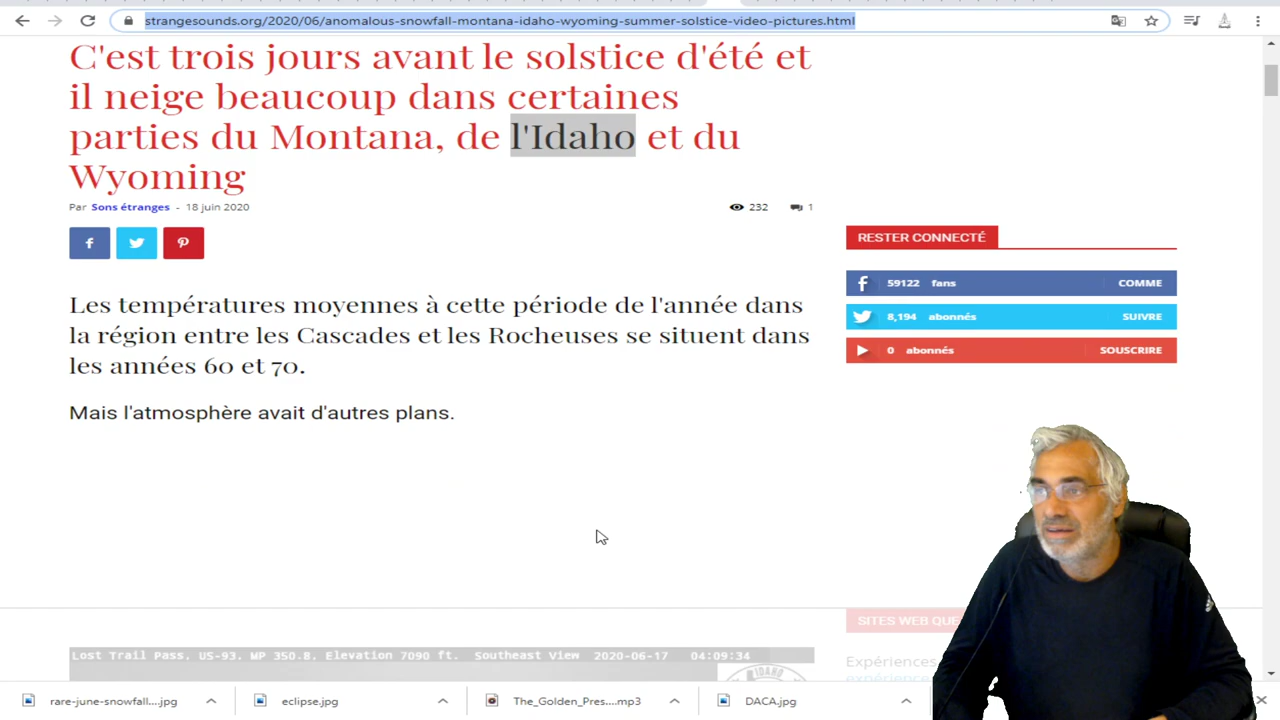 strangesounds.org/2020/06/anomalous-snowfall-montana-idaho-wyoming-summer-solstice-video-pictures.html
C'est trois jours avant le solstice d'été et
il neige beaucoup dans certaines
parties du Montana, de l'Idaho et du
Wyoming
Par Sons étranges - 18 juin 2020
232
1
RESTER CONNECTÉ
59122 fans COMME
8,194 abonnés SUIVRE
0 abonnés SOUSCRIRE
Les températures moyennes à cette période de l'année dans
la région entre les Cascades et les Rocheuses se situent dans
les années 60 et 70.
Mais l'atmosphère avait d'autres plans.
SITES WEB QUE
Lost Trail Pass, US-93, MP 350.8, Elevation 7090 ft. Southeast View 2020-06-17 04:09:34
IDAHO
Expériences
rare-june-snowfall....jpg
eclipse.jpg
The_Golden_Pres....mp3
DACA.jpg